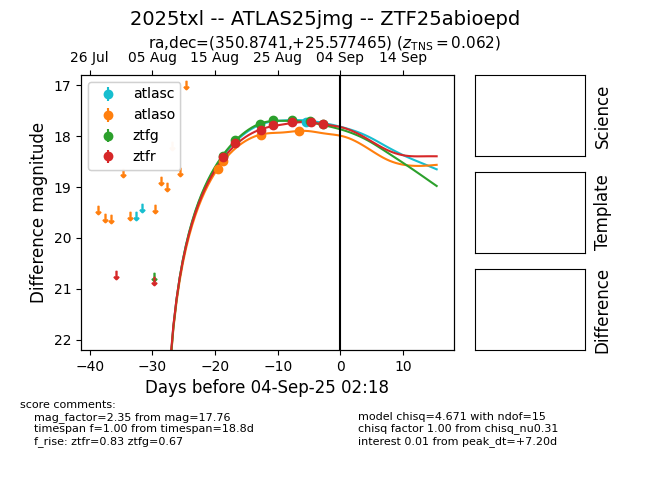 2025txl -- ATLAS25jmg -- ZTF25abioepd
ra,dec=(350.8741,+25.577465) (zTNS = 0.062)
26 Jul 05 Aug 15 Aug 25 Aug 04 Sep 14 Sep
17
18
19
20
21
22
Difference magnitude
atlasc
atlaso
ztfg
ztfr
−40 −30 −20 −10 0 10
Days before 04-Sep-25 02:18
Science
Template
Difference
score comments:
mag_factor=2.35 from mag=17.76
timespan f=1.00 from timespan=18.8d
f_rise: ztfr=0.83 ztfg=0.67
model chisq=4.671 with ndof=15
chisq factor 1.00 from chisq_nu0.31
interest 0.01 from peak_dt=+7.20d